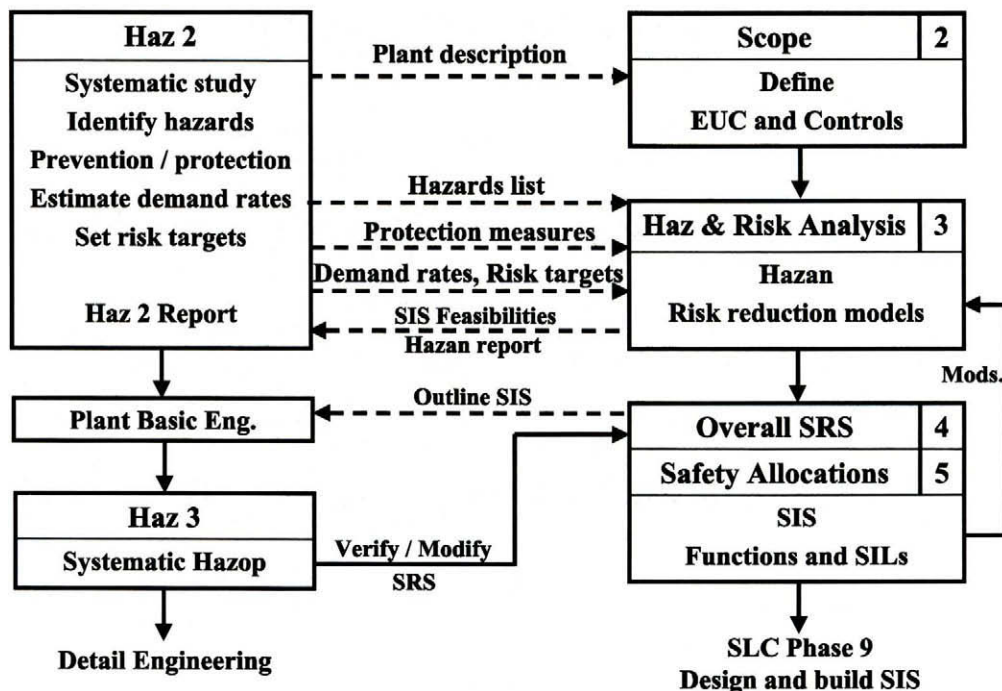 Haz 2
Systematic study
Identify hazards
Prevention / protection
Estimate demand rates
Set risk targets
Haz 2 Report
Plant description
Hazards list
Protection measures
Demand rates, Risk targets
SIS Feasibilities
Hazan report
Scope 2
Define
EUC and Controls
Haz & Risk Analysis 3
Hazan
Risk reduction models
Mods.
Plant Basic Eng.
Outline SIS
Overall SRS 4
Safety Allocations 5
SIS
Functions and SILs
Haz 3
Systematic Hazop
Verify / Modify
SRS
Detail Engineering
SLC Phase 9
Design and build SIS